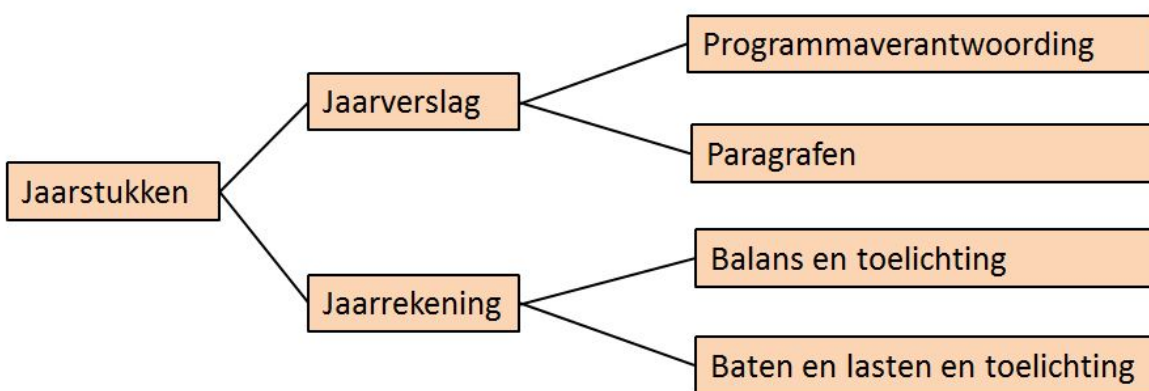 Jaarstukken
Jaarverslag
Programmaverantwoording
Paragrafen
Jaarrekening
Balans en toelichting
Baten en lasten en toelichting